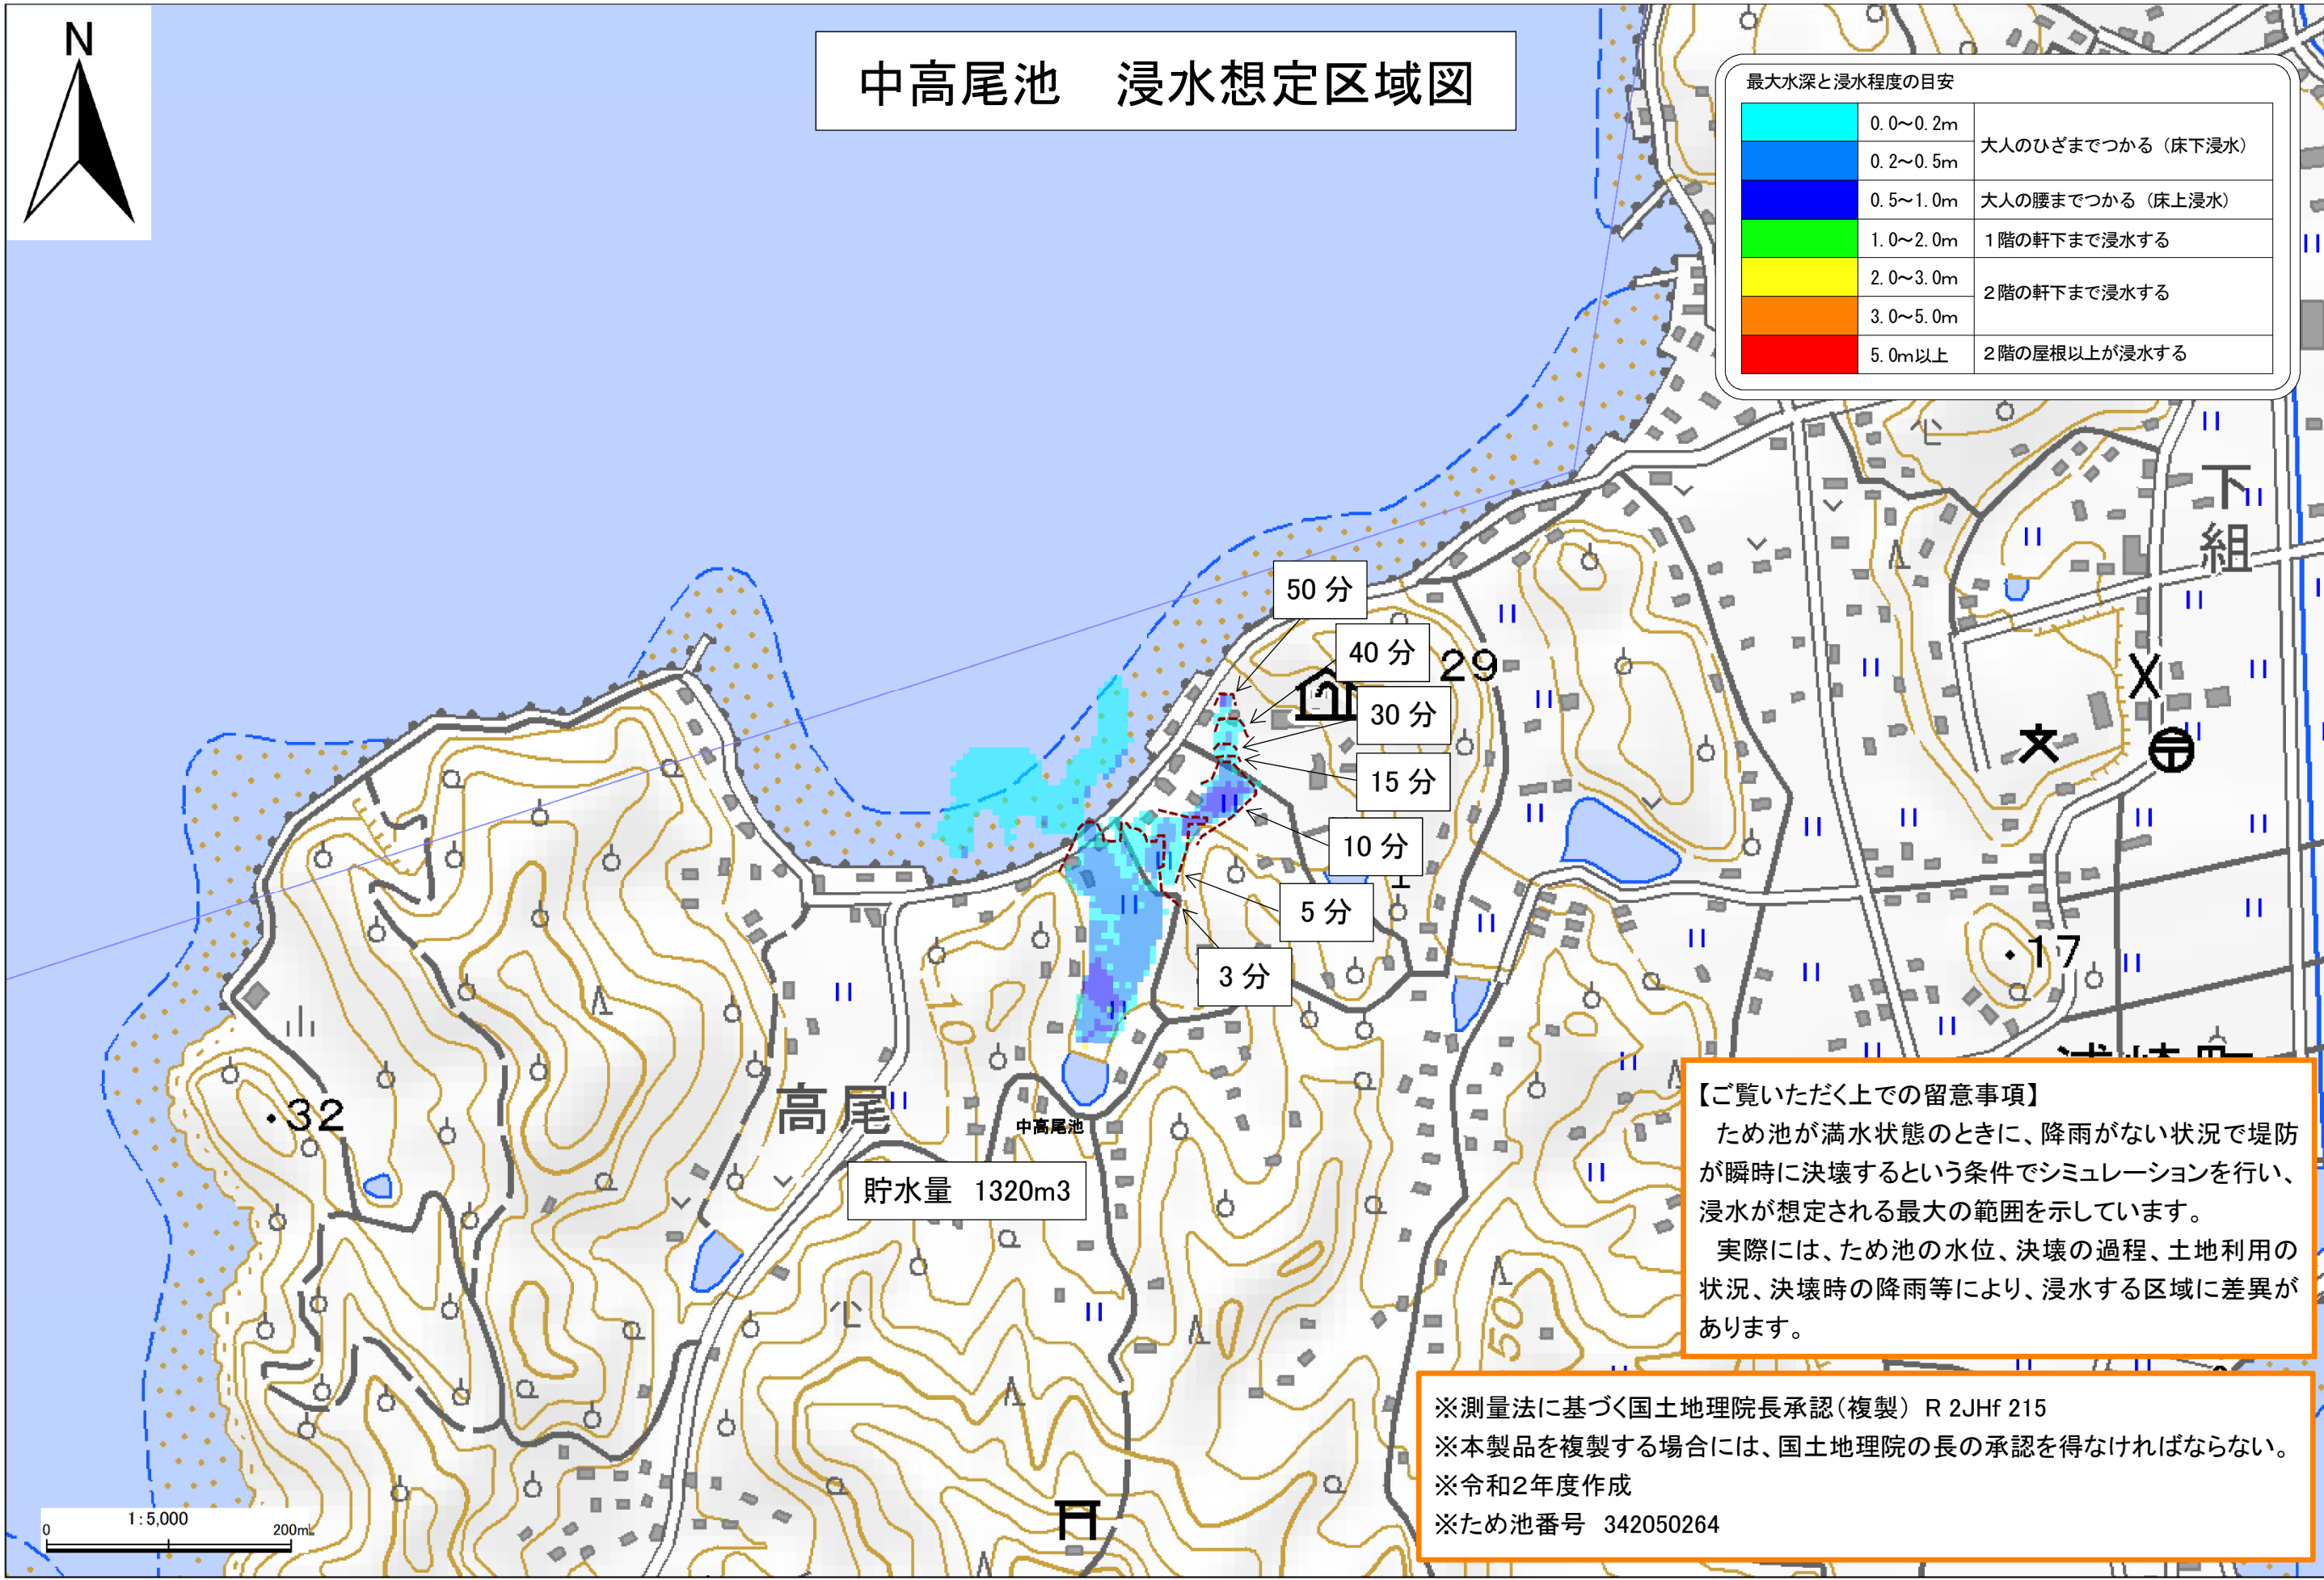 N
中高尾池　浸水想定区域図
最大水深と浸水程度の目安
0.0～0.2m
大人のひざまでつかる（床下浸水）
0.2～0.5m
0.5～1.0m 大人の腰までつかる（床上浸水）
1.0～2.0m 1階の軒下まで浸水する
2.0～3.0m
2階の軒下まで浸水する
3.0～5.0m
5.0m以上 2階の屋根以上が浸水する
下組
50 分
40 分
29
30 分
15 分
10 分
5 分
3 分
17
10
32
高尾
中高尾池
貯水量 1320m3
50
【ご覧いただく上での留意事項】
ため池が満水状態のときに、降雨がない状況で堤防
が瞬時に決壊するという条件でシミュレーションを行い、
浸水が想定される最大の範囲を示しています。
実際には、ため池の水位、決壊の過程、土地利用の
状況、決壊時の降雨等により、浸水する区域に差異が
あります。
※測量法に基づく国土地理院長承認（複製） R 2JHf 215
※本製品を複製する場合には、国土地理院の長の承認を得なければならない。
※令和2年度作成
※ため池番号 342050264
1:5,000
0 200m